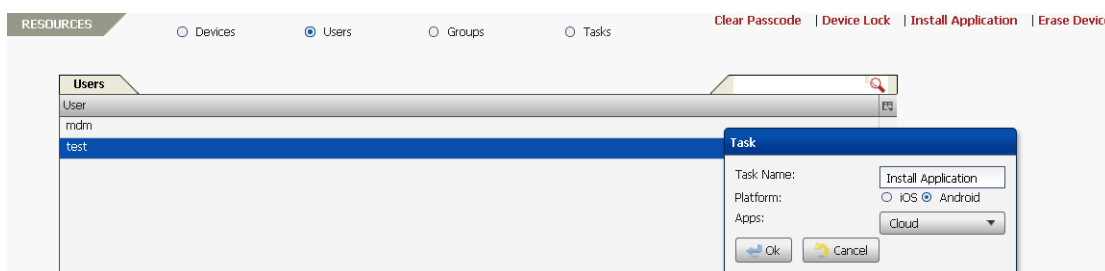 RESOURCES
Devices Users Groups Tasks
Clear Passcode | Device Lock | Install Application | Erase Devic
Users
User
mdm
test
Task
Task Name: Install Application
Platform: iOS Android
Apps: Cloud
Ok Cancel